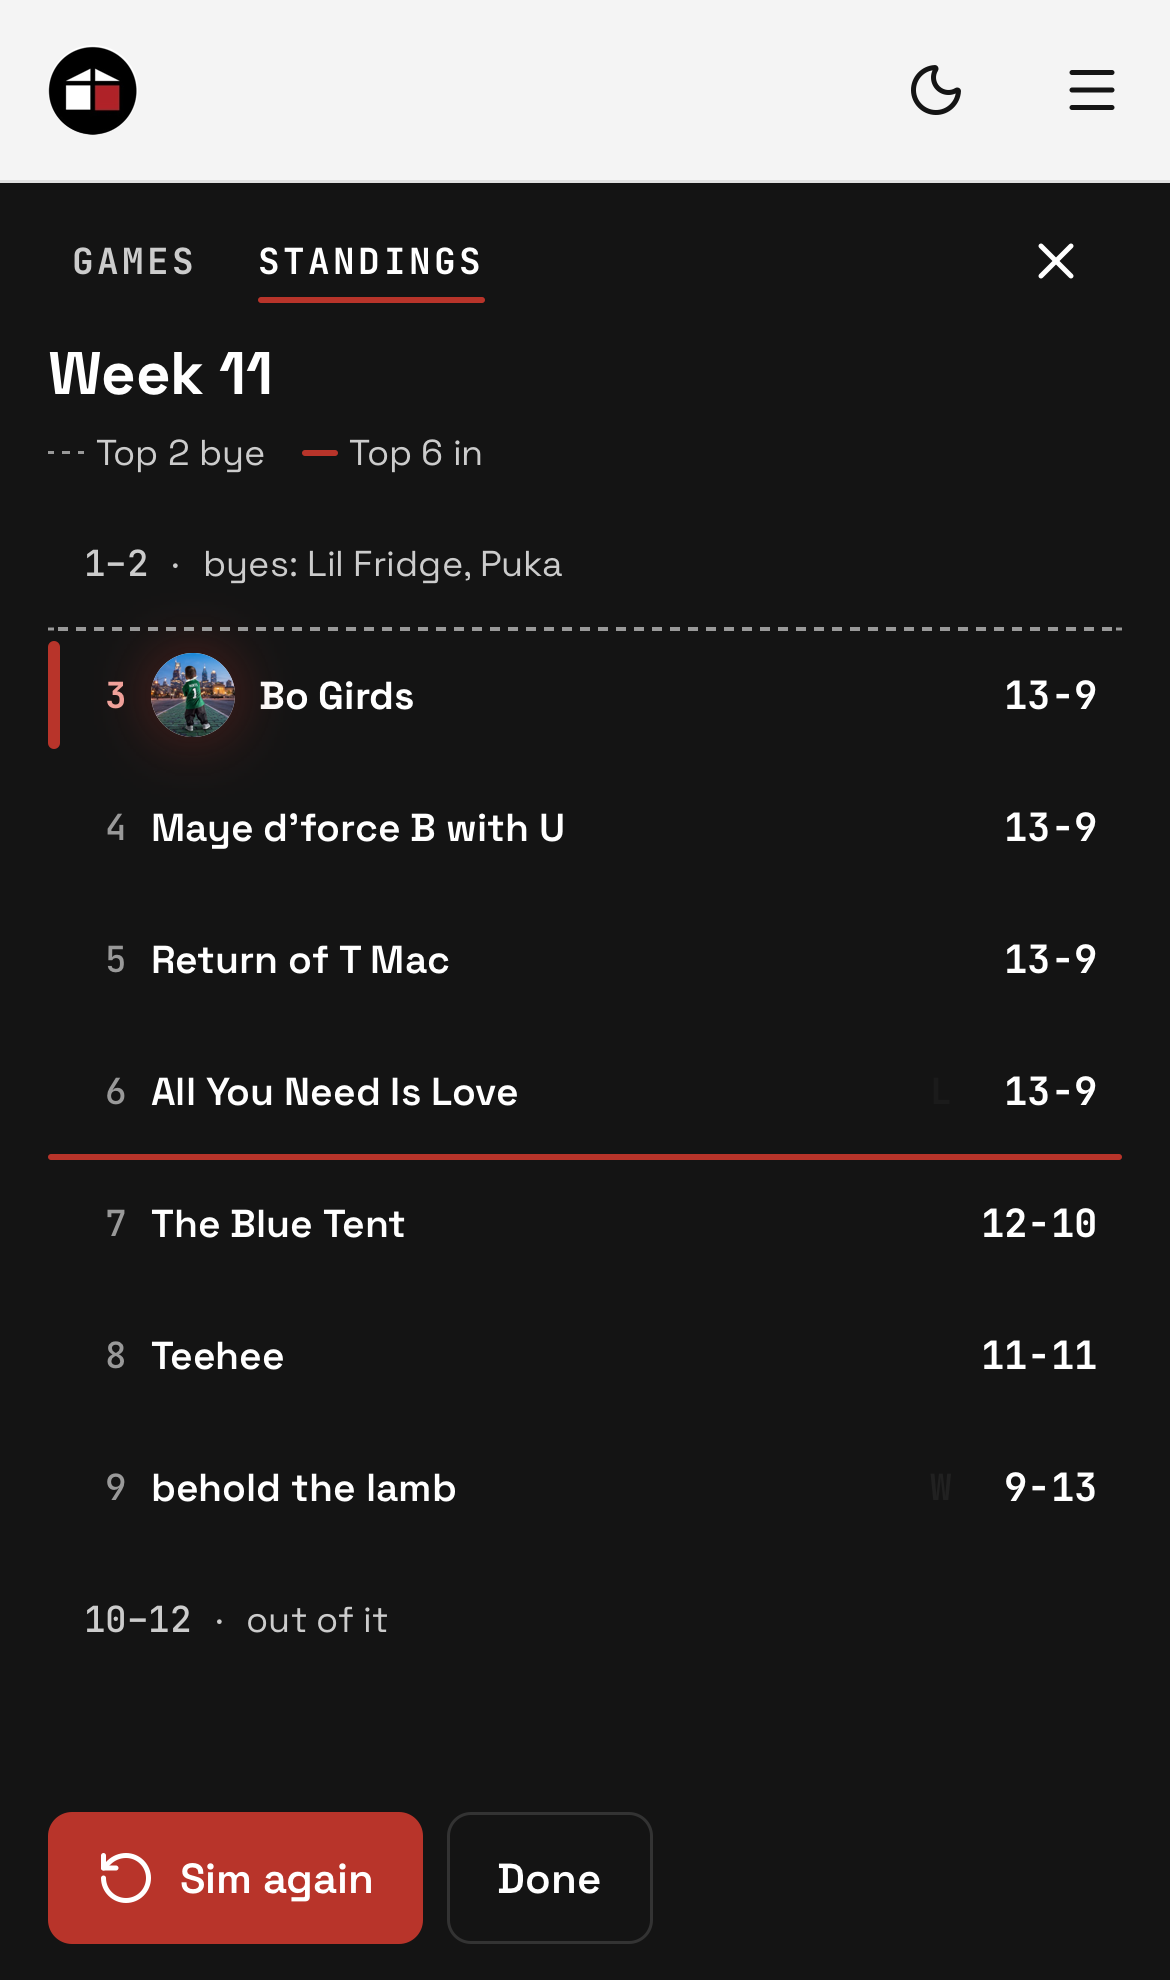 GAMES STANDINGS
Week 11
Top 2 bye Top 6 in
1–2 · byes: Lil Fridge, Puka
3 Bo Girds 13-9
4 Maye d’force B with U 13-9
5 Return of T Mac 13-9
6 All You Need Is Love L 13-9
7 The Blue Tent 12-10
8 Teehee 11-11
9 behold the lamb W 9-13
10–12 · out of it
Sim again Done